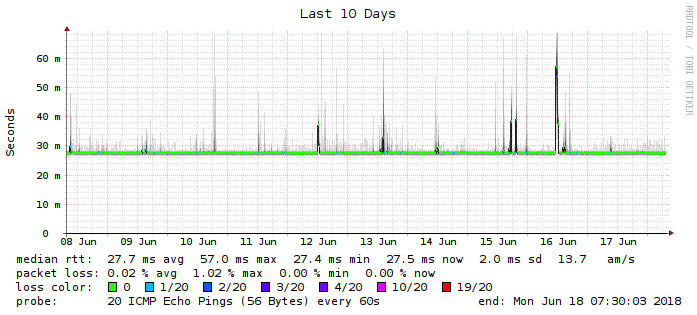 Last 10 Days
RRDTOOL / TOBI OETIKER
Seconds
60 m
50 m
40 m
30 m
20 m
10 m
0
08 Jun 09 Jun 10 Jun 11 Jun 12 Jun 13 Jun 14 Jun 15 Jun 16 Jun 17 Jun
median rtt: 27.7 ms avg 57.0 ms max 27.4 ms min 27.5 ms now 2.0 ms sd 13.7 am/s
packet loss: 0.02 % avg 1.02 % max 0.00 % min 0.00 % now
loss color: 0 1/20 2/20 3/20 4/20 10/20 19/20
probe: 20 ICMP Echo Pings (56 Bytes) every 60s end: Mon Jun 18 07:30:03 2018